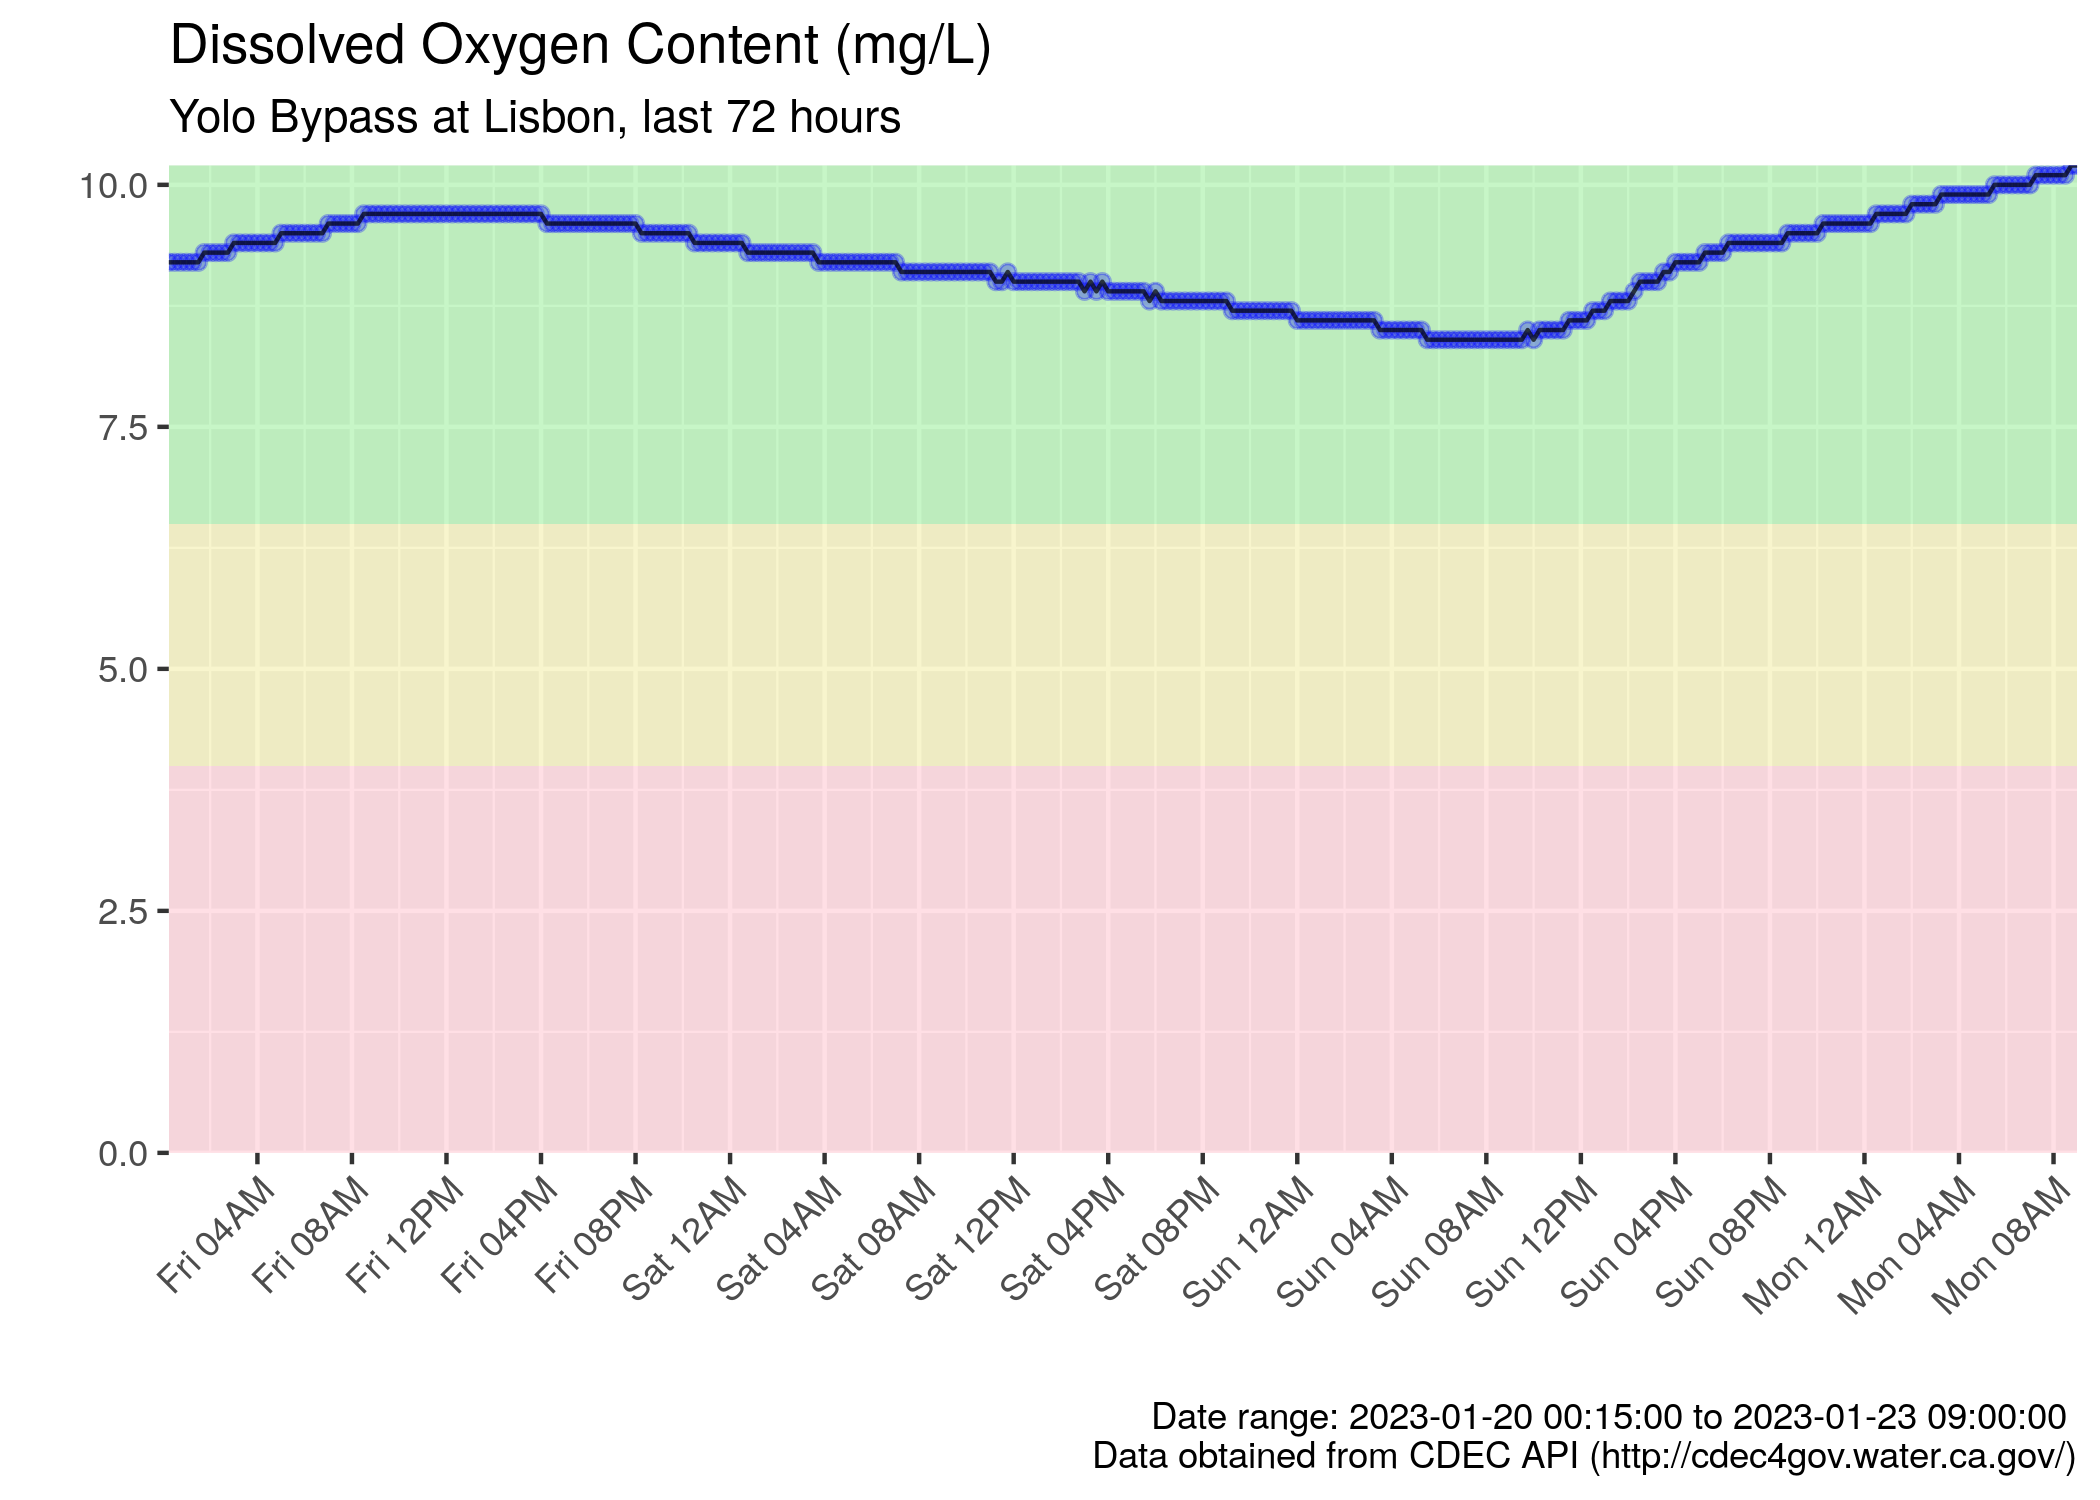 Dissolved Oxygen Content (mg/L)
Yolo Bypass at Lisbon, last 72 hours
10.0
7.5
5.0
2.5
0.0
Fri 04AM
Fri 08AM
Fri 12PM
Fri 04PM
Fri 08PM
Sat 12AM
Sat 04AM
Sat 08AM
Sat 12PM
Sat 04PM
Sat 08PM
Sun 12AM
Sun 04AM
Sun 08AM
Sun 12PM
Sun 04PM
Sun 08PM
Mon 12AM
Mon 04AM
Mon 08AM
Date range: 2023-01-20 00:15:00 to 2023-01-23 09:00:00
Data obtained from CDEC API (http://cdec4gov.water.ca.gov/)